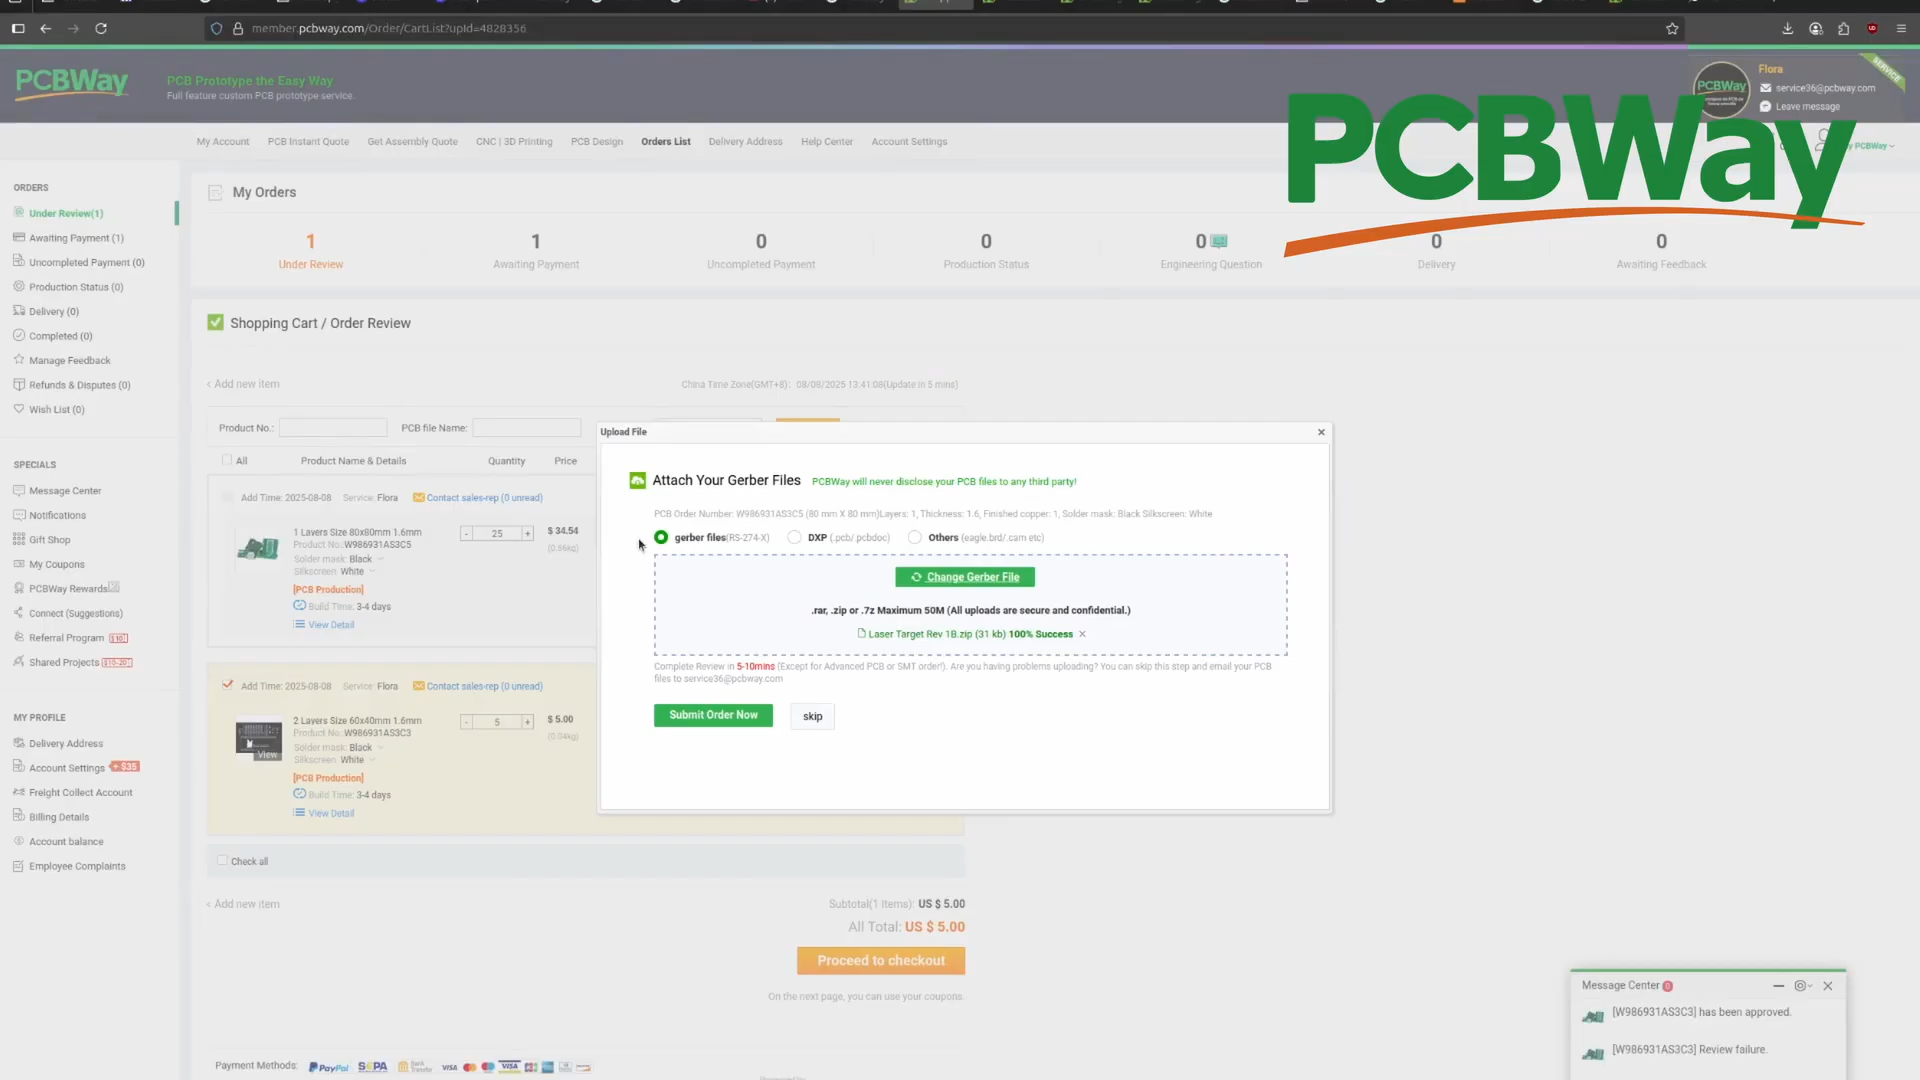 member.pcbway.com/Order/CartList?upId=4828356
PCBWay
PCB Prototype the Easy Way
Full feature custom PCB prototype service.
Flora
service36@pcbway.com
Leave message
SERVICE
PCBWay
My Account
PCB Instant Quote
Get Assembly Quote
CNC | 3D Printing
PCB Design
Orders List
Delivery Address
Help Center
Account Settings
PCBWay
ORDERS
Under Review(1)
Awaiting Payment (1)
Uncompleted Payment (0)
Production Status (0)
Delivery (0)
Completed (0)
Manage Feedback
Refunds & Disputes (0)
Wish List (0)
SPECIALS
Message Center
Notifications
Gift Shop
My Coupons
PCBWay Rewards
Connect (Suggestions)
Referral Program
Shared Projects
MY PROFILE
Delivery Address
Account Settings + $35
Freight Collect Account
Billing Details
Account balance
Employee Complaints
My Orders
1
Under Review
1
Awaiting Payment
0
Uncompleted Payment
0
Production Status
0
Engineering Question
0
Delivery
0
Awaiting Feedback
Shopping Cart / Order Review
< Add new item
China Time Zone(GMT+8): 08/08/2025 13:41:08(Update in 5 mins)
Product No.:
PCB file Name:
All
Product Name & Details
Quantity
Price
Add Time: 2025-08-08
Service: Flora
Contact sales-rep (0 unread)
1 Layers Size 80x80mm 1.6mm
Product No.:W986931AS3C5
Solder mask: Black
Silkscreen: White
[PCB Production]
Build Time: 3-4 days
View Detail
- 25 +
$ 34.54
(0.56kg)
Add Time: 2025-08-08
Service: Flora
Contact sales-rep (0 unread)
View
2 Layers Size 60x40mm 1.6mm
Product No.:W986931AS3C3
Solder mask: Black
Silkscreen: White
[PCB Production]
Build Time: 3-4 days
View Detail
- 5 +
$ 5.00
(0.04kg)
Check all
< Add new item
Subtotal(1 Items): US $ 5.00
All Total: US $ 5.00
Proceed to checkout
On the next page, you can use your coupons.
Payment Methods:
PayPal
VISA
VISA
Upload File
Attach Your Gerber Files
PCBWay will never disclose your PCB files to any third party!
PCB Order Number: W986931AS3C5 (80 mm X 80 mm)Layers: 1, Thickness: 1.6, Finished copper: 1, Solder mask: Black Silkscreen: White
gerber files(RS-274-X)
DXP (.pcb/.pcbdoc)
Others (eagle.brd/.cam etc)
Change Gerber File
.rar, .zip or .7z Maximum 50M (All uploads are secure and confidential.)
Laser Target Rev 1B.zip (31 kb) 100% Success
Complete Review in 5-10mins (Except for Advanced PCB or SMT order!). Are you having problems uploading? You can skip this step and email your PCB
files to service36@pcbway.com
Submit Order Now
skip
Message Center
[W986931AS3C3] has been approved.
[W986931AS3C3] Review failure.